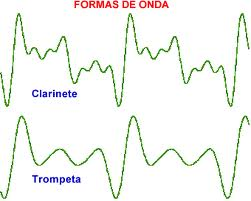 FORMAS DE ONDA
Clarinete
Trompeta